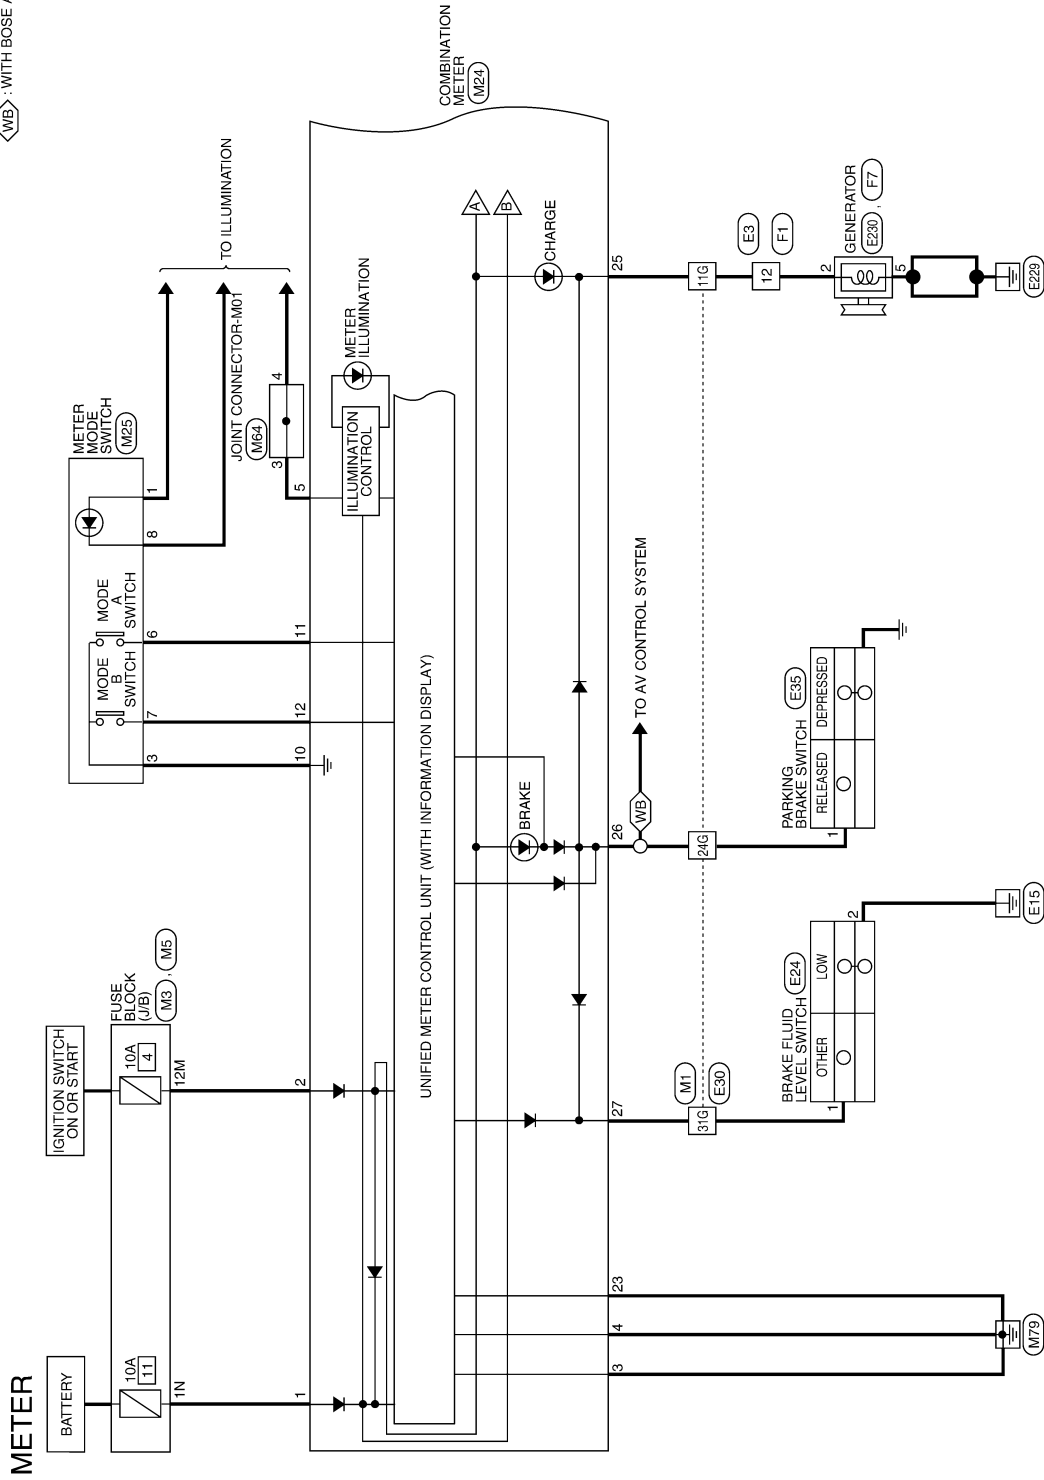 METER
BATTERY
10A
11
1N
1
IGNITION SWITCH
ON OR START
10A
4
12M
2
FUSE
BLOCK
(J/B)
M3 , M5
METER
MODE
SWITCH
M25
MODE
B
SWITCH
MODE
A
SWITCH
3
7
6
8
1
10
12
11
5
JOINT CONNECTOR-M01
M64
3
4
TO ILLUMINATION
WB : WITH BOSE A
COMBINATION
METER
M24
ILLUMINATION
CONTROL
METER
ILLUMINATION
UNIFIED METER CONTROL UNIT (WITH INFORMATION DISPLAY)
A
B
BRAKE
CHARGE
3
4
23
27
26
25
WB
TO AV CONTROL SYSTEM
31G
M1
E30
24G
11G
12
E3
F1
BRAKE FLUID
LEVEL SWITCH
E24
OTHER
LOW
1
2
PARKING
BRAKE SWITCH
E35
RELEASED
DEPRESSED
1
GENERATOR
E230 , F7
2
5
M79
E15
E229